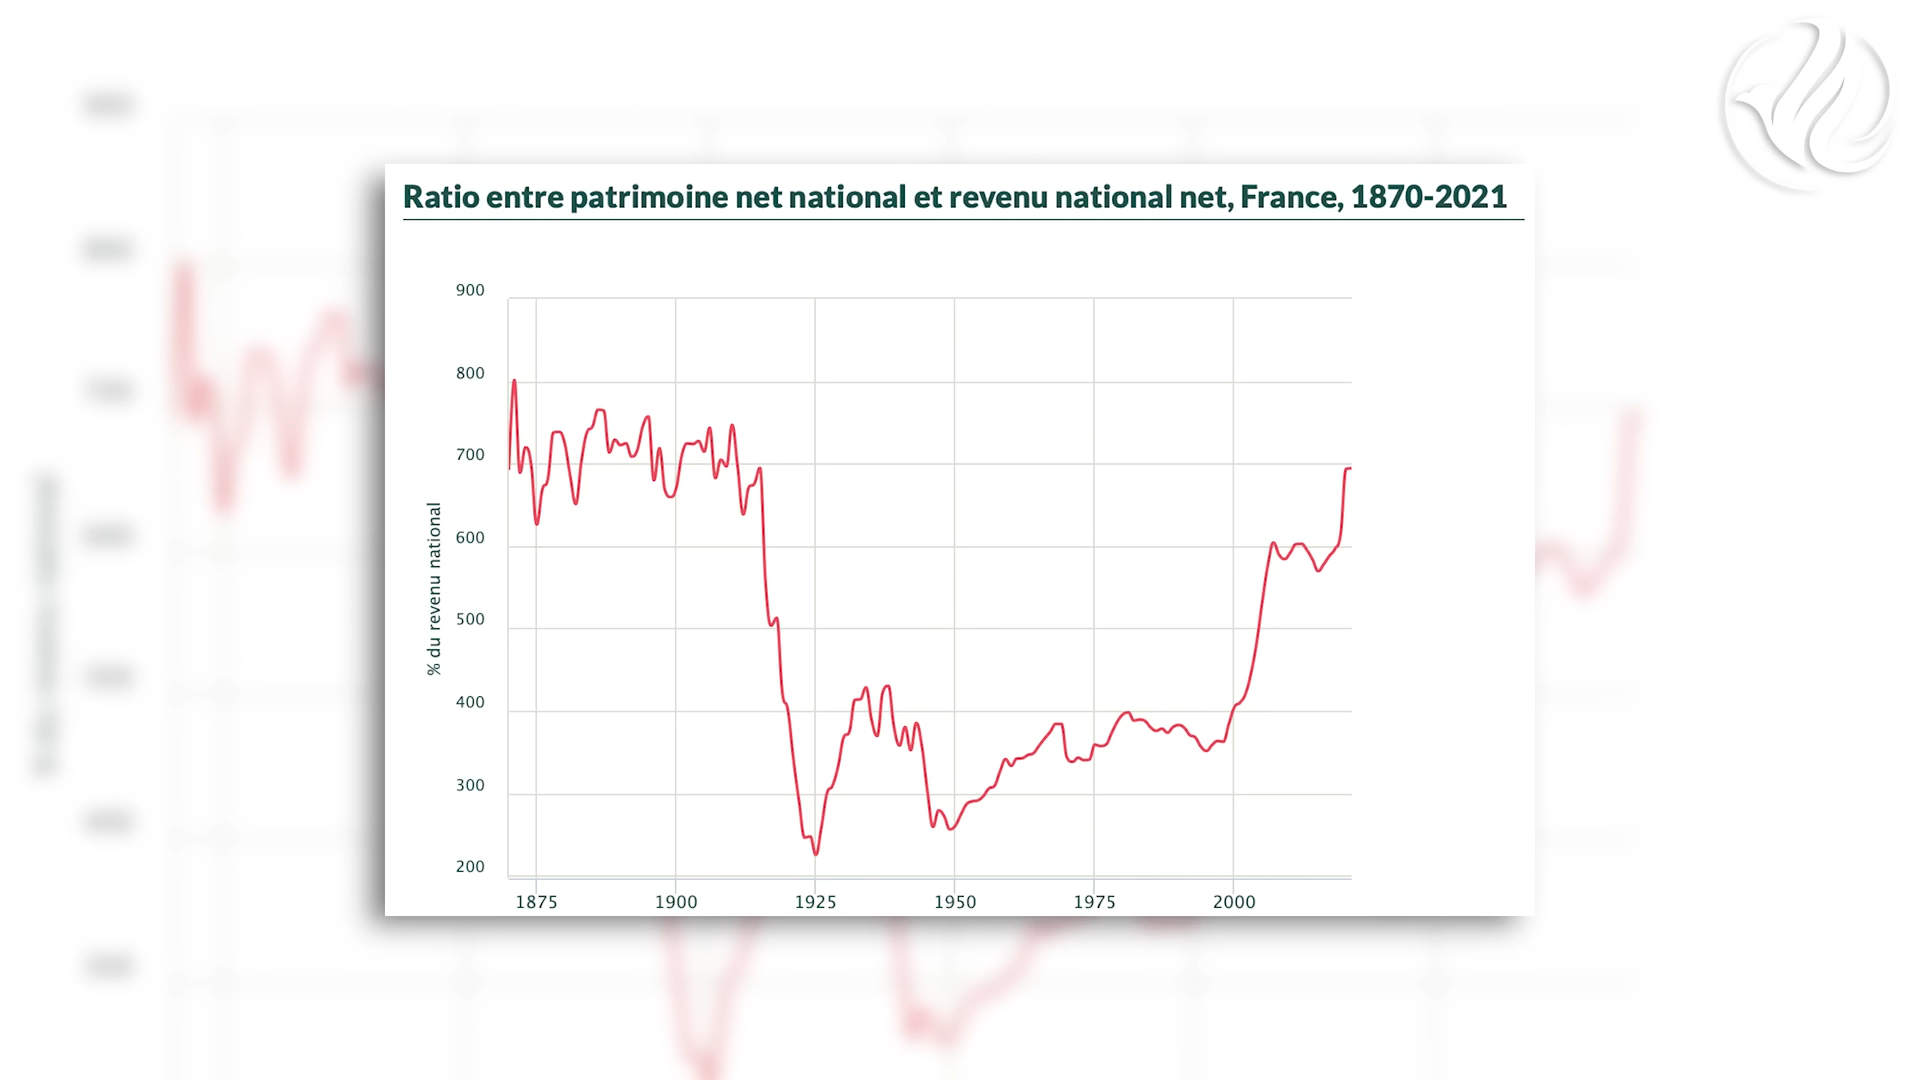 Ratio entre patrimoine net national et revenu national net, France, 1870-2021
900
800
700
600
500
400
300
200
% du revenu national
1875 1900 1925 1950 1975 2000